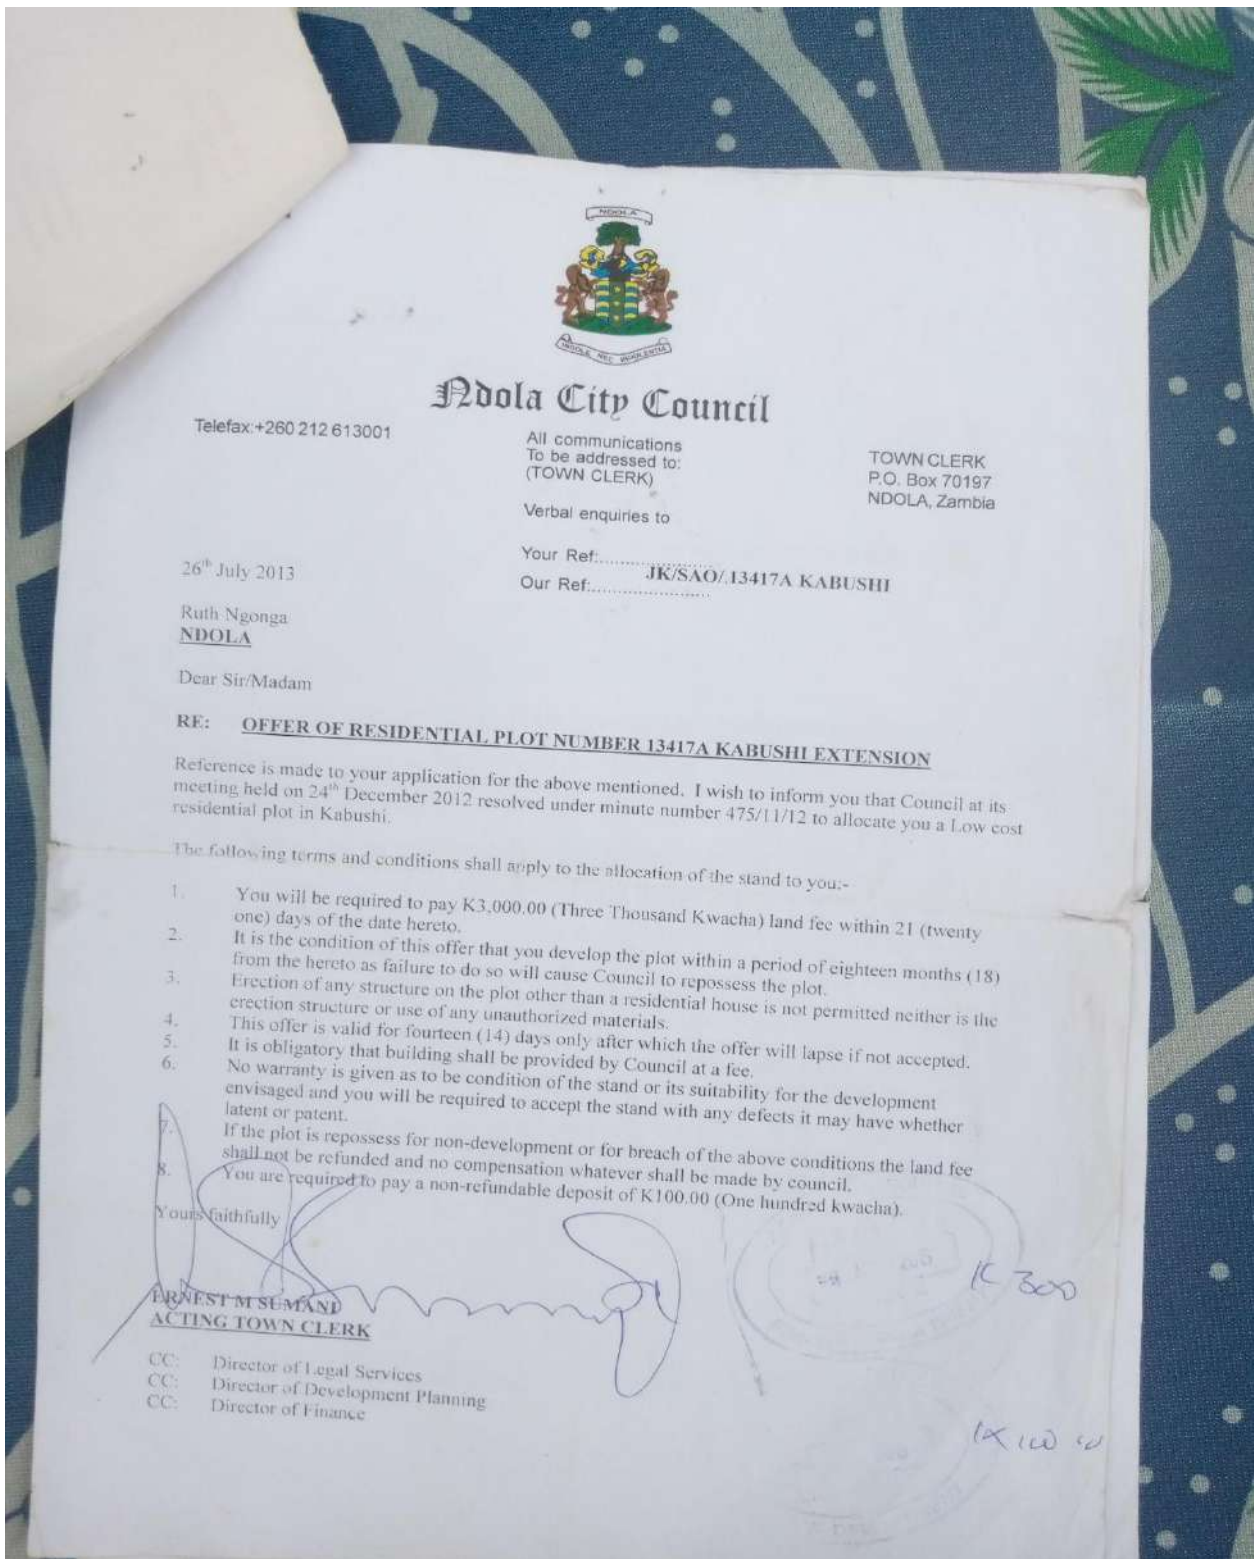 NDOLA
Ndola City Council
Telefax:+260 212 613001
All communications
To be addressed to:
(TOWN CLERK)
TOWN CLERK
P.O. Box 70197
NDOLA, Zambia
Verbal enquiries to
Your Ref:......................
Our Ref:......................
JK/SAO/.13417A KABUSHI
26th July 2013
Ruth Ngonga
NDOLA
Dear Sir/Madam
RE: OFFER OF RESIDENTIAL PLOT NUMBER 13417A KABUSHI EXTENSION
Reference is made to your application for the above mentioned. I wish to inform you that Council at its
meeting held on 24th December 2012 resolved under minute number 475/11/12 to allocate you a Low cost
residential plot in Kabushi.
The following terms and conditions shall apply to the allocation of the stand to you:-
1. You will be required to pay K3,000.00 (Three Thousand Kwacha) land fee within 21 (twenty
one) days of the date hereto.
2. It is the condition of this offer that you develop the plot within a period of eighteen months (18)
from the hereto as failure to do so will cause Council to repossess the plot.
3. Erection of any structure on the plot other than a residential house is not permitted neither is the
erection structure or use of any unauthorized materials.
4. This offer is valid for fourteen (14) days only after which the offer will lapse if not accepted.
5. It is obligatory that building shall be provided by Council at a fee.
6. No warranty is given as to be condition of the stand or its suitability for the development
envisaged and you will be required to accept the stand with any defects it may have whether
latent or patent.
7. If the plot is repossess for non-development or for breach of the above conditions the land fee
shall not be refunded and no compensation whatever shall be made by council.
8. You are required to pay a non-refundable deposit of K100.00 (One hundred kwacha).
Yours faithfully
K 300
ERNEST M SUMANI
ACTING TOWN CLERK
CC: Director of Legal Services
CC: Director of Development Planning
CC: Director of Finance